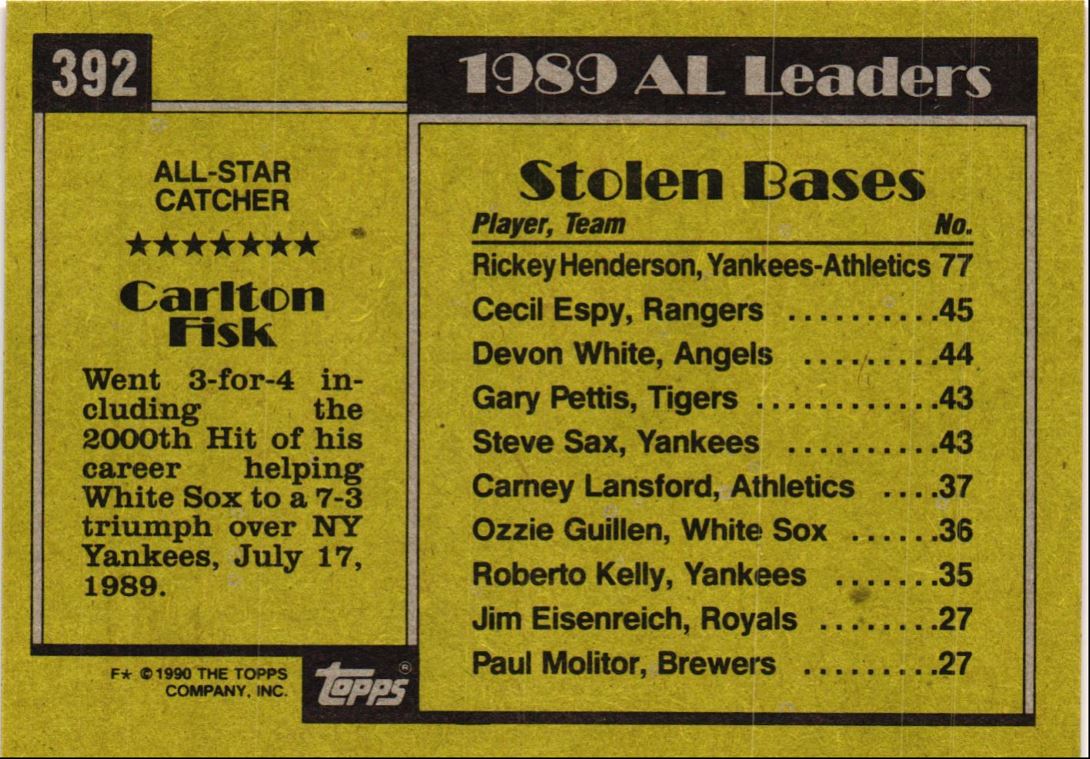 392
1989 AL Leaders
ALL-STAR
CATCHER
★★★★★★★
Carlton
Fisk
Went 3-for-4 in-
cluding the
2000th Hit of his
career helping
White Sox to a 7-3
triumph over NY
Yankees, July 17,
1989.
Stolen Bases
Player, Team No.
Rickey Henderson, Yankees-Athletics 77
Cecil Espy, Rangers ..........45
Devon White, Angels .........44
Gary Pettis, Tigers ............43
Steve Sax, Yankees ..........43
Carney Lansford, Athletics ....37
Ozzie Guillen, White Sox ......36
Roberto Kelly, Yankees .......35
Jim Eisenreich, Royals ........27
Paul Molitor, Brewers .........27
F★ © 1990 THE TOPPS
COMPANY, INC.
topps®